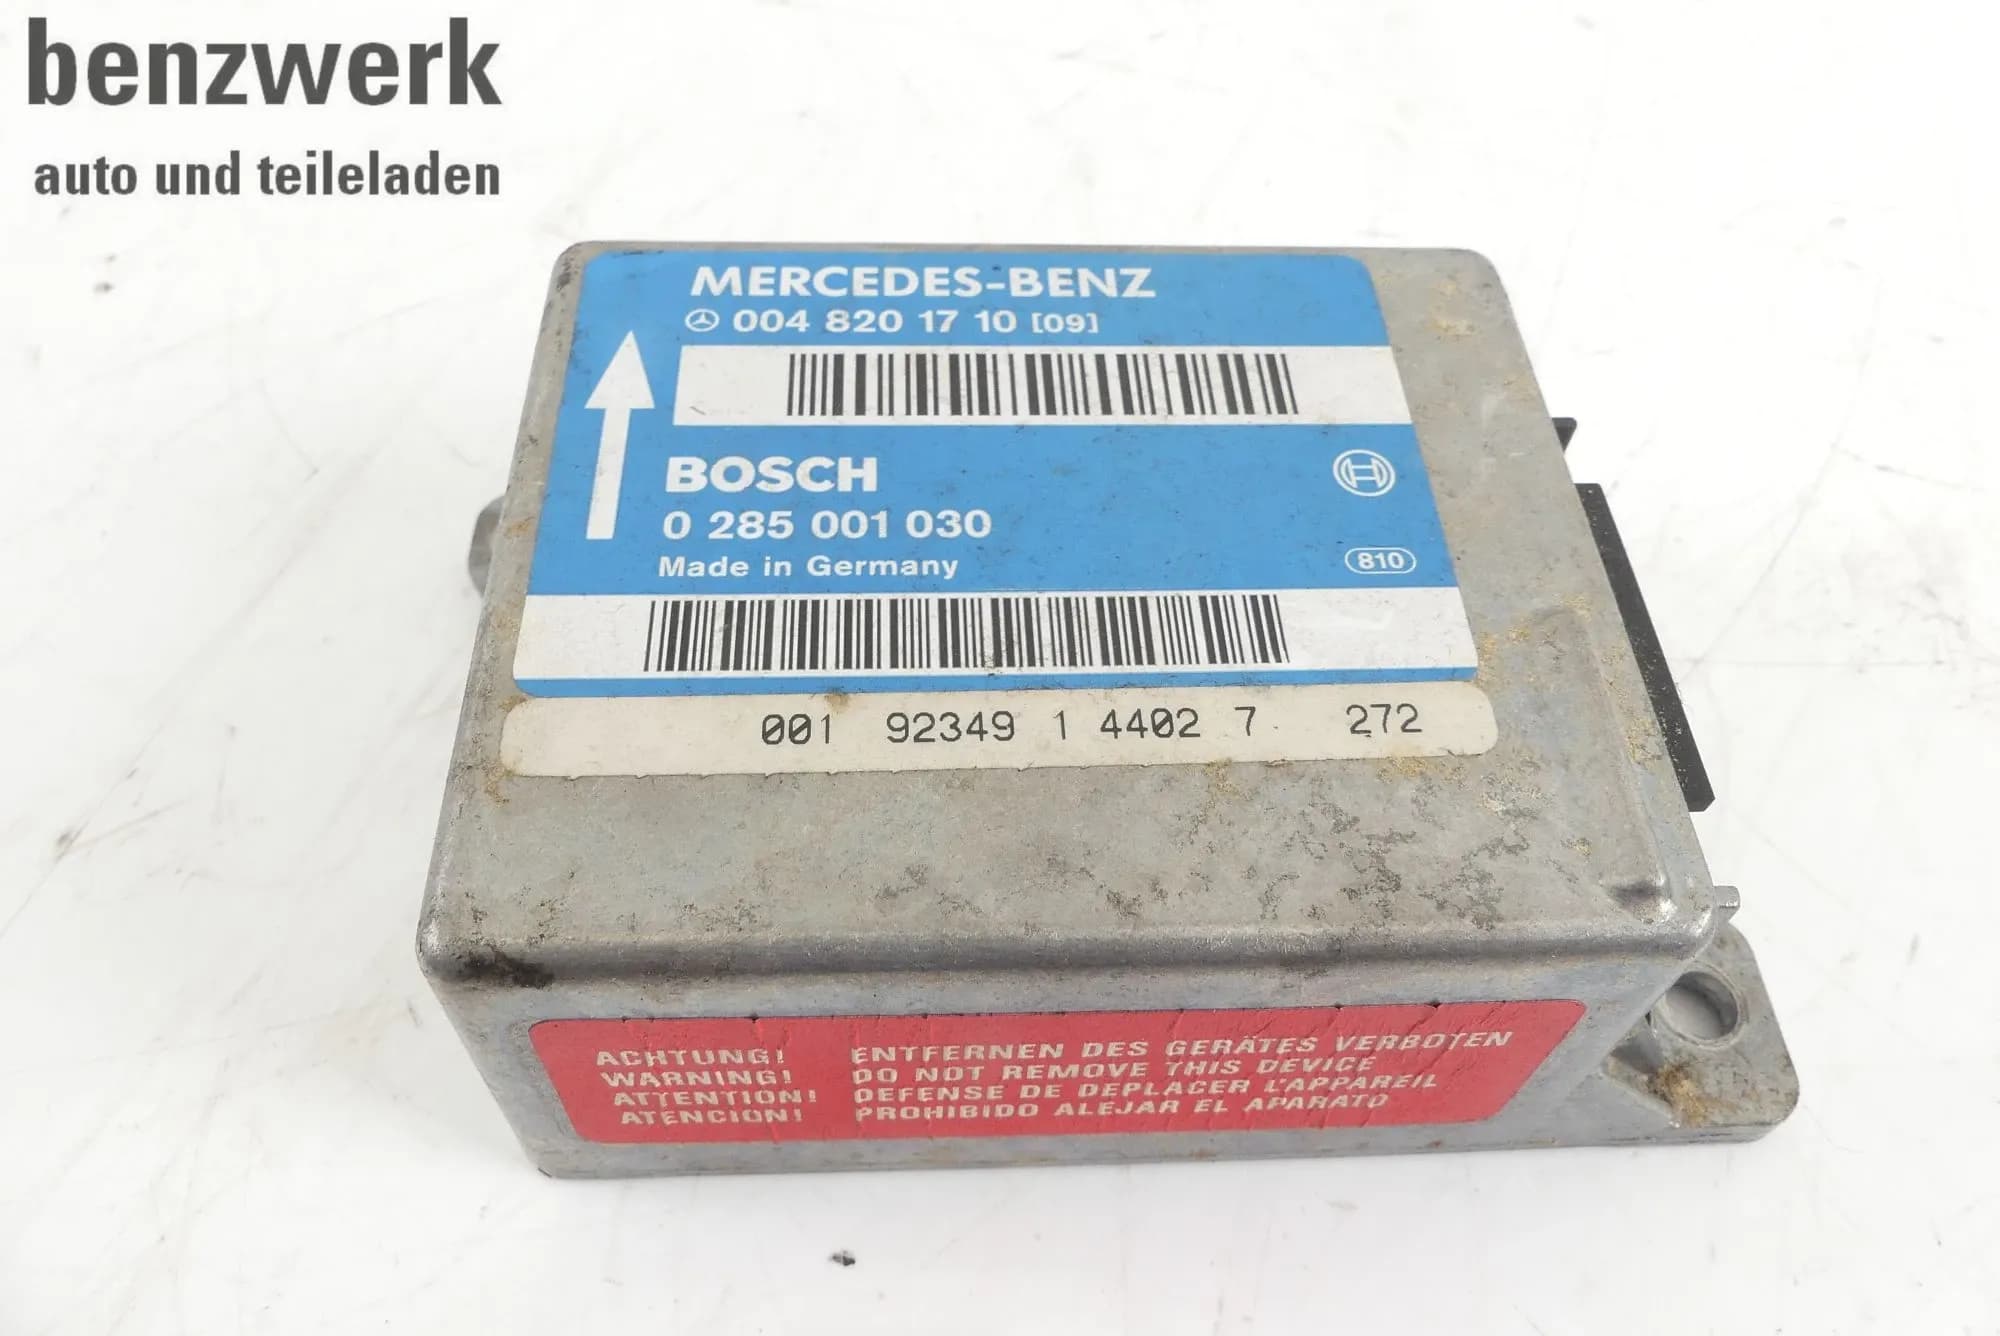 benzwerk
auto und teileladen
MERCEDES-BENZ
004 820 17 10 [09]
BOSCH
0 285 001 030
Made in Germany
810
001 92349 1 4402 7 272
ACHTUNG! ENTFERNEN DES GERÄTES VERBOTEN
WARNING! DO NOT REMOVE THIS DEVICE
ATTENTION! DEFENSE DE DEPLACER L'APPAREIL
ATENCION! PROHIBIDO ALEJAR EL APARATO